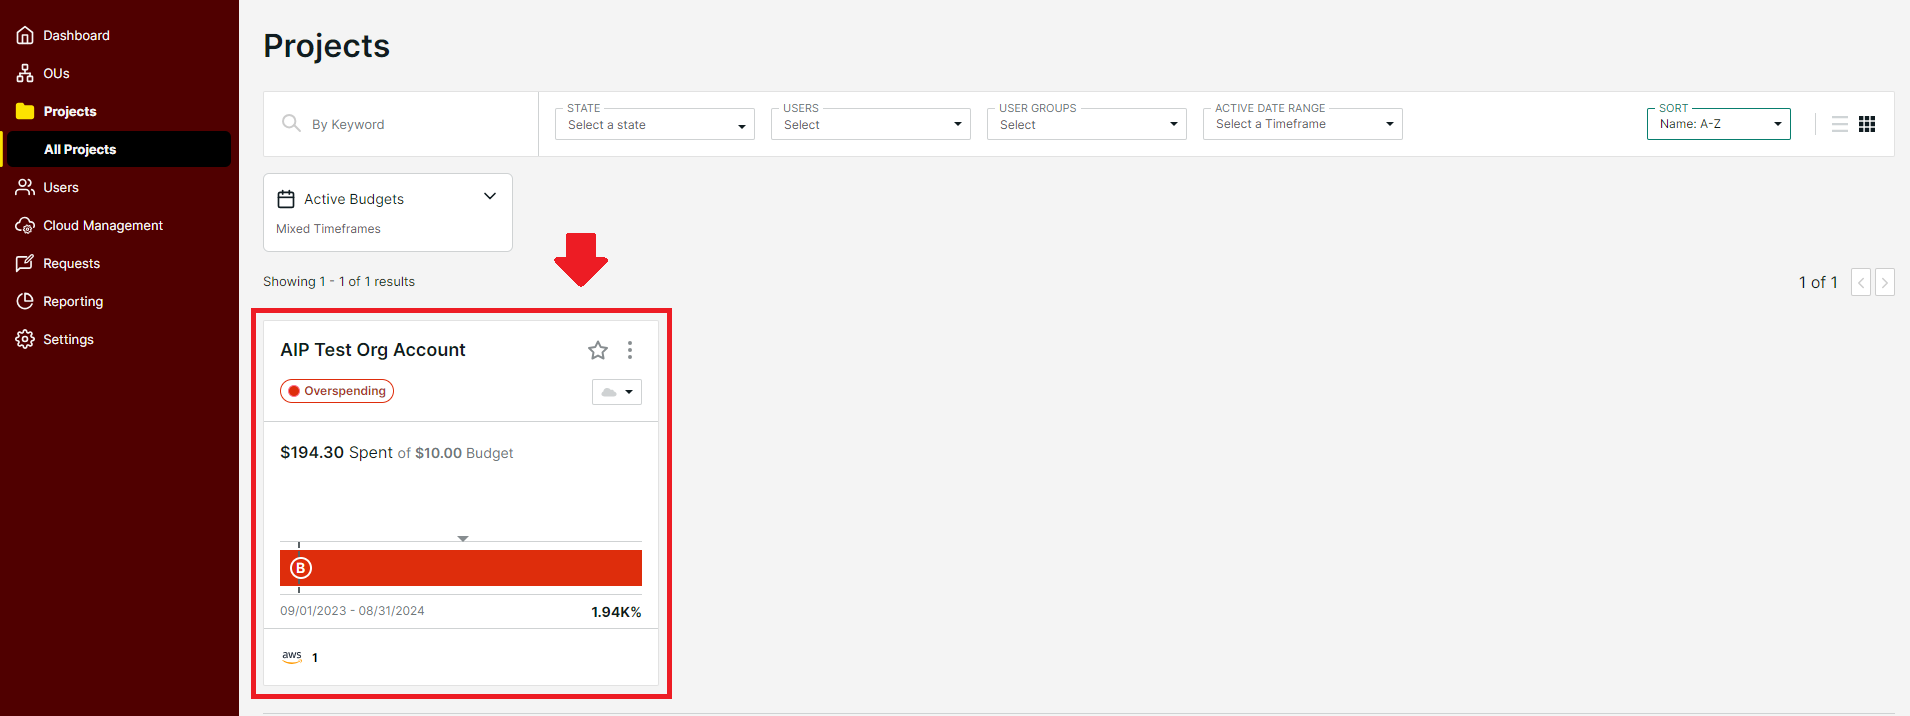 Dashboard
OUs
Projects
All Projects
Users
Cloud Management
Requests
Reporting
Settings
Projects
By Keyword
STATE
Select a state
USERS
Select
USER GROUPS
Select
ACTIVE DATE RANGE
Select a Timeframe
SORT
Name: A-Z
Active Budgets
Mixed Timeframes
Showing 1 - 1 of 1 results
1 of 1
AIP Test Org Account
Overspending
$194.30 Spent of $10.00 Budget
B
09/01/2023 - 08/31/2024 1.94K%
aws 1